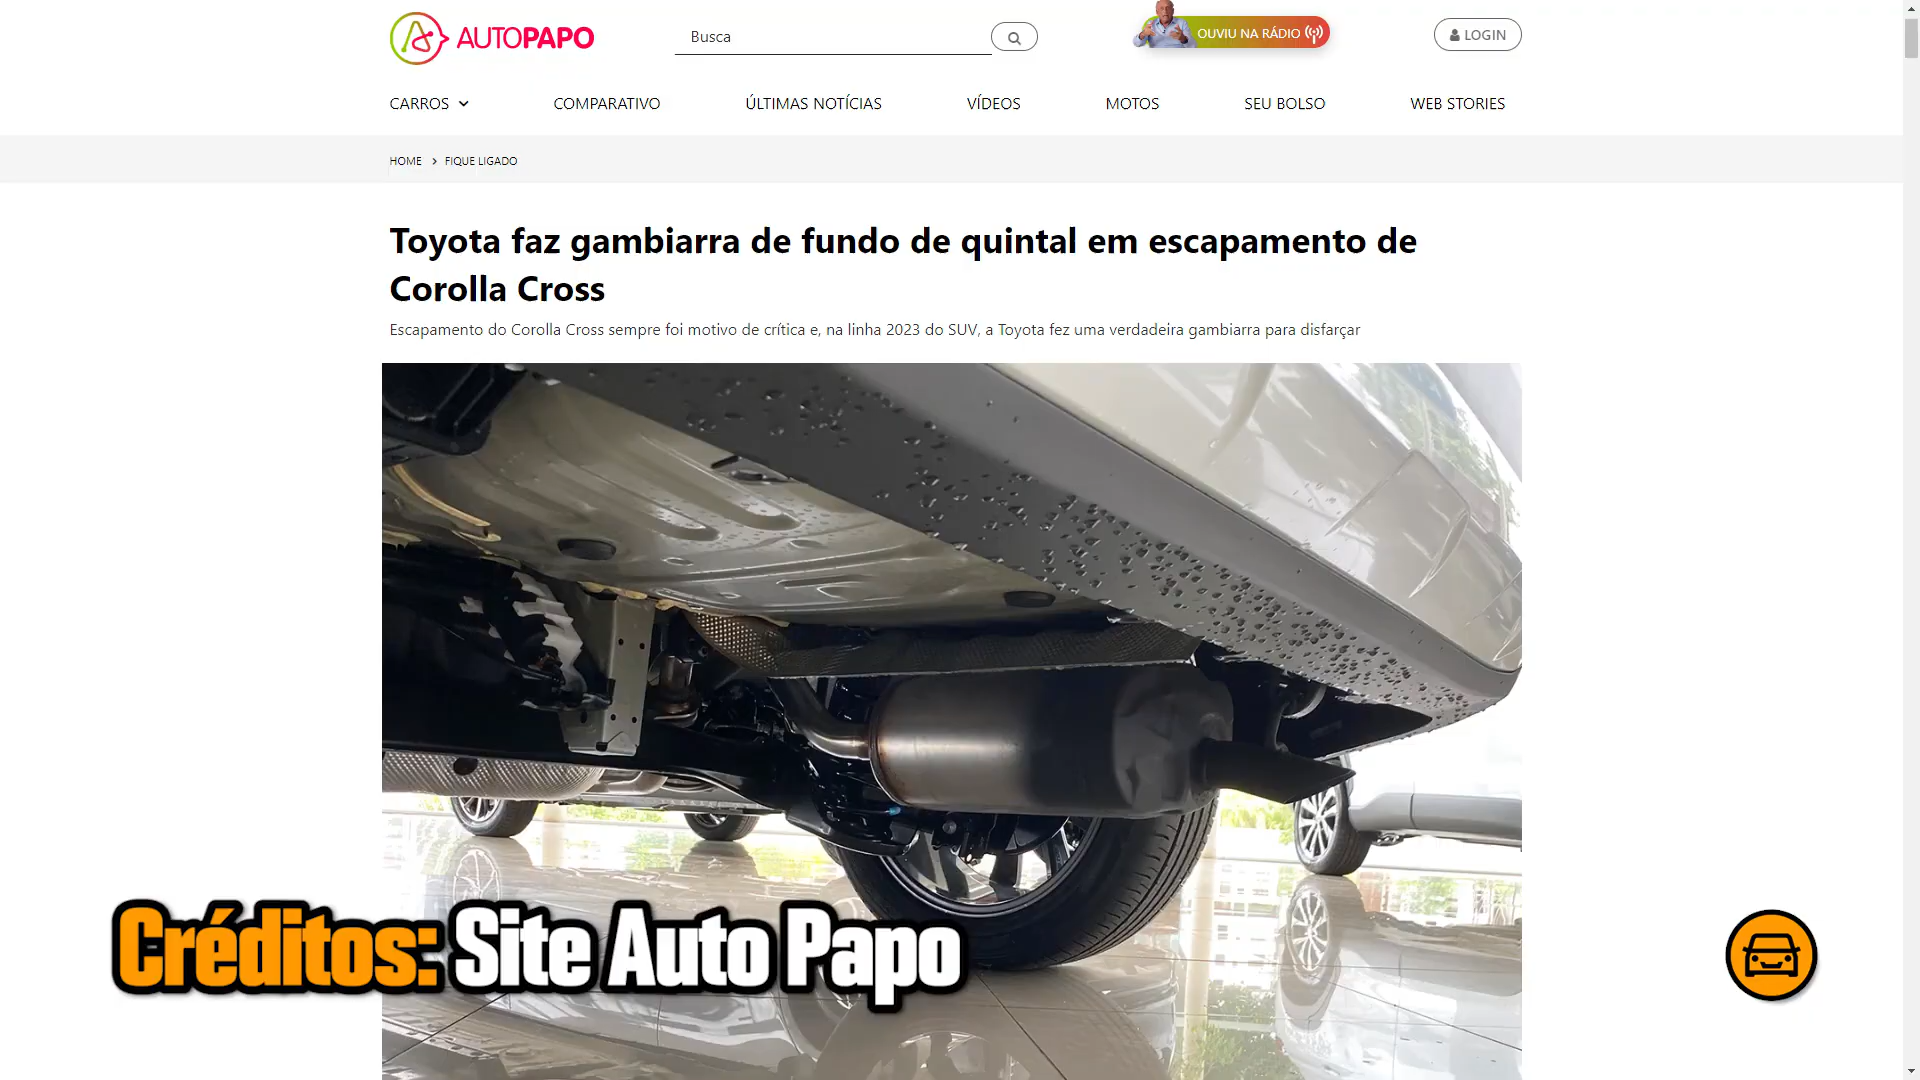 AUTOPAPO
Busca
OUVIU NA RÁDIO
LOGIN
CARROS
COMPARATIVO
ÚLTIMAS NOTÍCIAS
VÍDEOS
MOTOS
SEU BOLSO
WEB STORIES
HOME > FIQUE LIGADO
Toyota faz gambiarra de fundo de quintal em escapamento de
Corolla Cross
Escapamento do Corolla Cross sempre foi motivo de crítica e, na linha 2023 do SUV, a Toyota fez uma verdadeira gambiarra para disfarçar
Créditos: Site Auto Papo